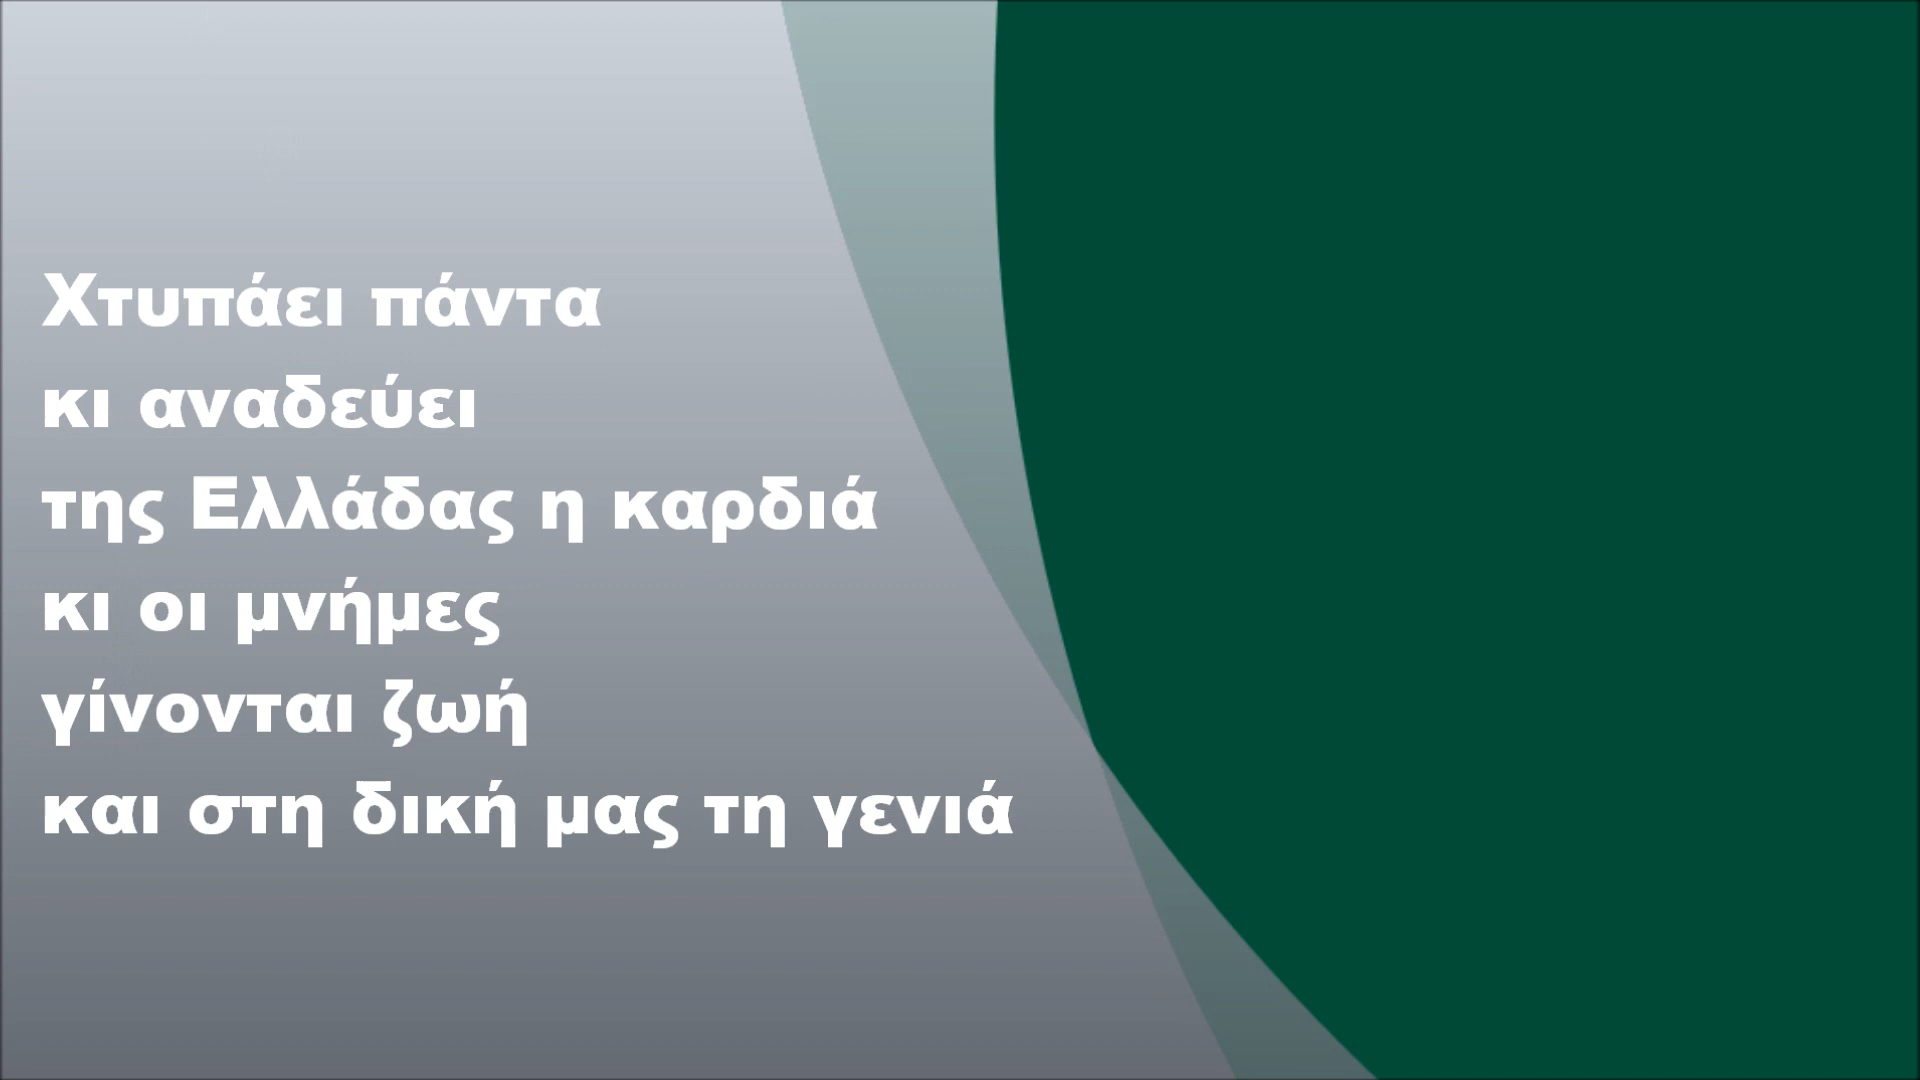 Χτυπάει πάντα
κι αναδεύει
της Ελλάδας η καρδιά
κι οι μνήμες
γίνονται ζωή
και στη δική μας τη γενιά